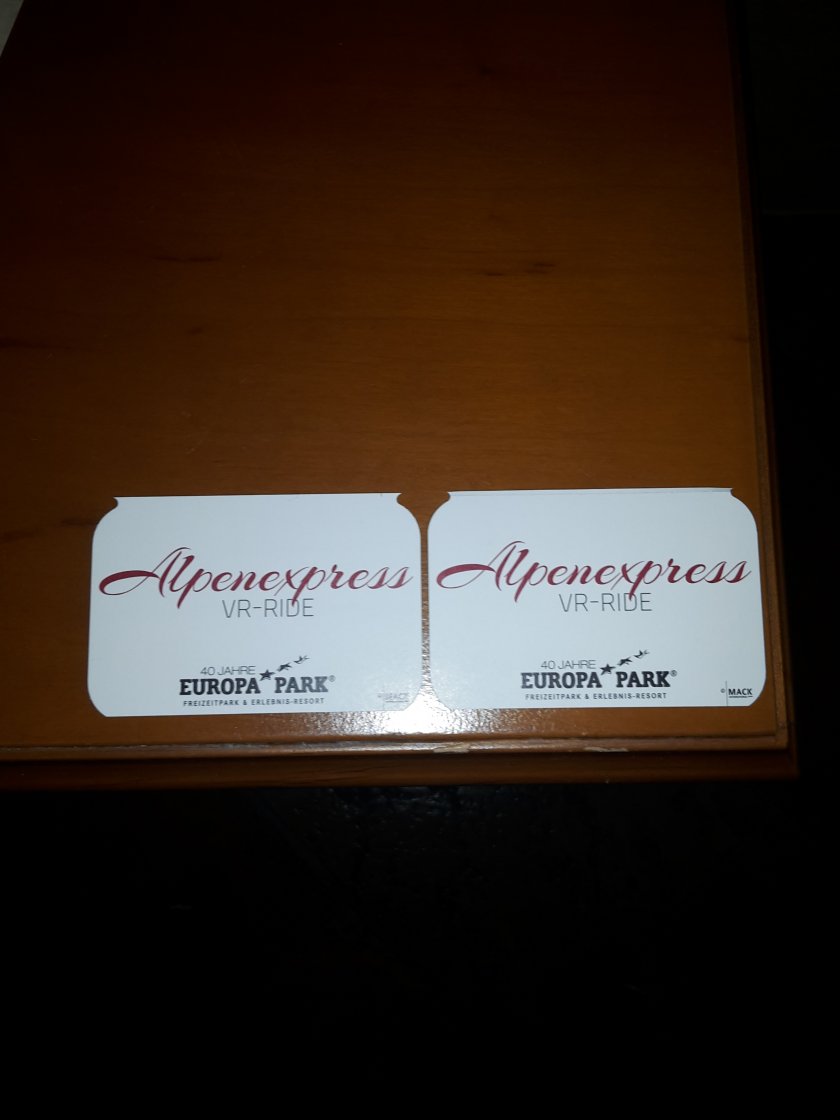 Alpenexpress
VR-RIDE
40 JAHRE
EUROPA PARK®
FREIZEITPARK & ERLEBNIS-RESORT
© MACK
Alpenexpress
VR-RIDE
40 JAHRE
EUROPA PARK®
FREIZEITPARK & ERLEBNIS-RESORT
© MACK